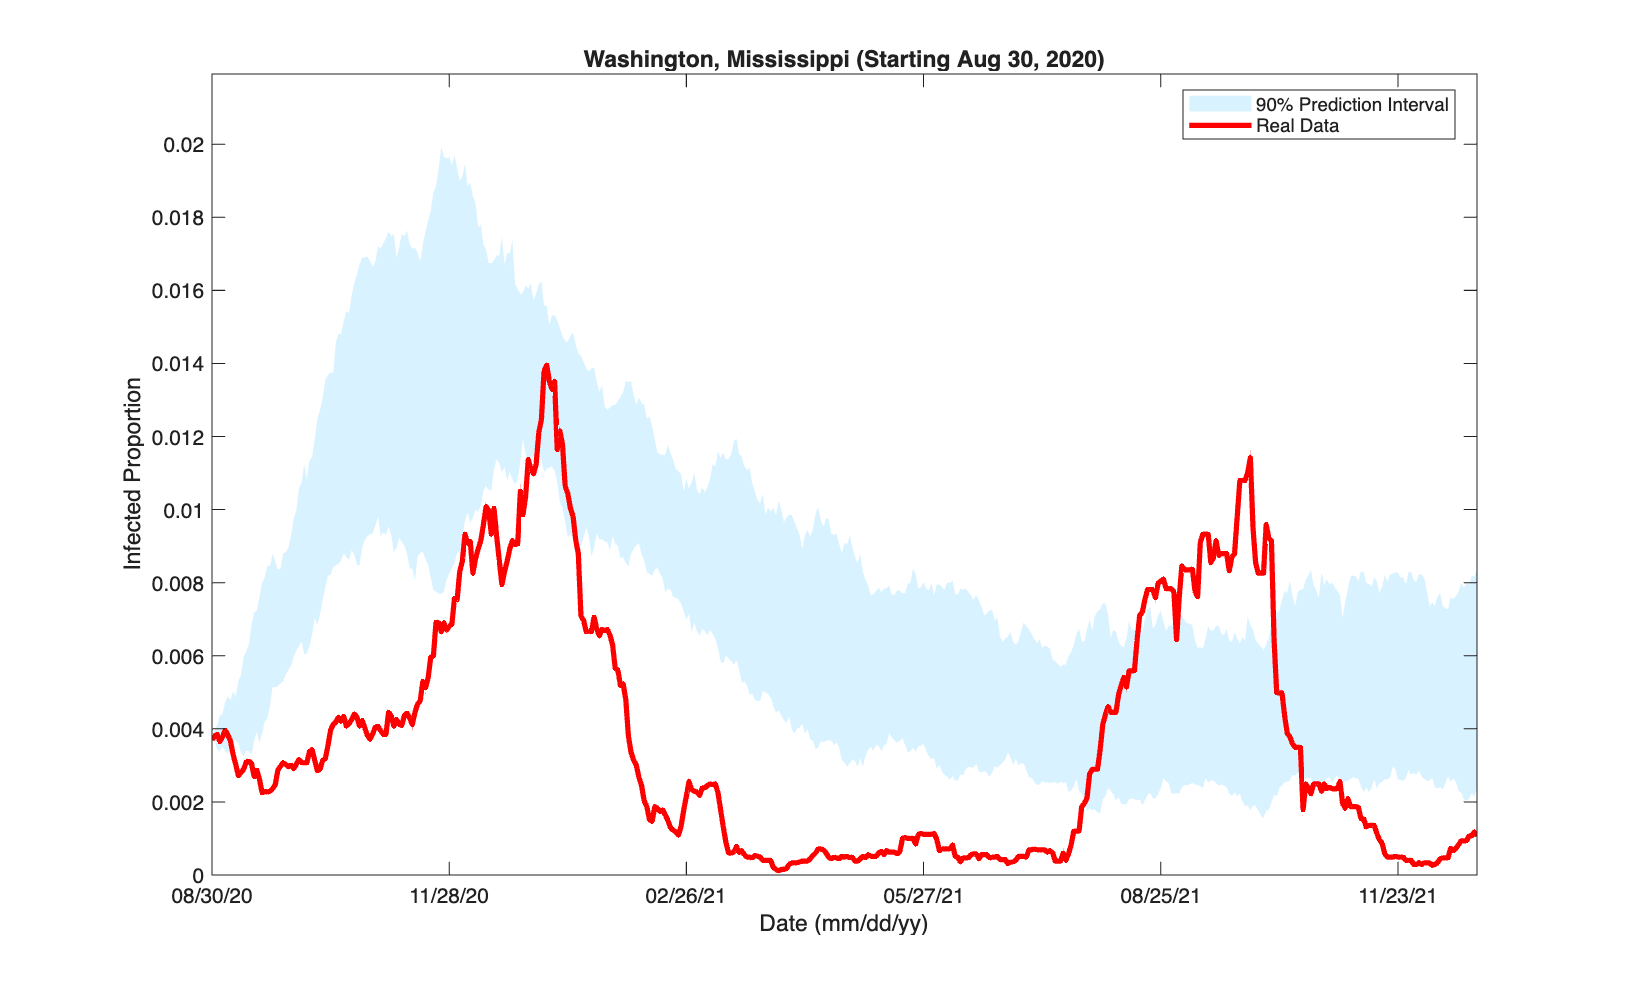 Washington, Mississippi (Starting Aug 30, 2020)
90% Prediction Interval
Real Data
0.02
0.018
0.016
0.014
0.012
0.01
0.008
0.006
0.004
0.002
0
Infected Proportion
08/30/20 11/28/20 02/26/21 05/27/21 08/25/21 11/23/21
Date (mm/dd/yy)